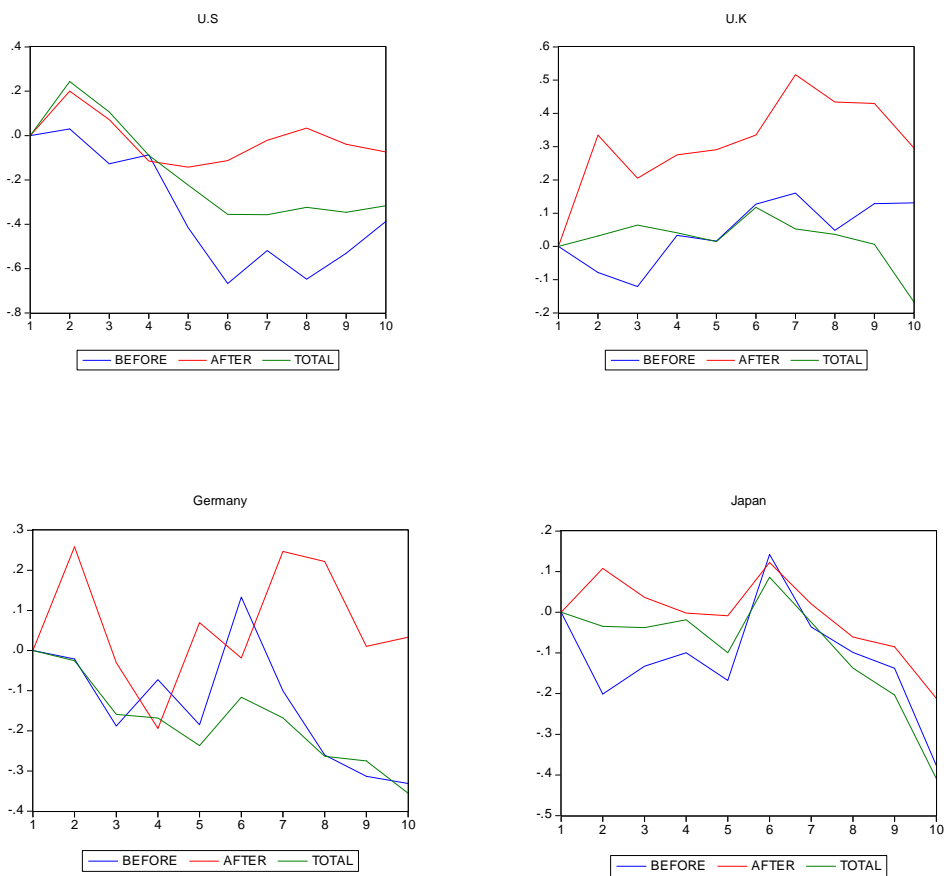 U.S
.4
.2
.0
-.2
-.4
-.6
-.8
1 2 3 4 5 6 7 8 9 10
BEFORE AFTER TOTAL
U.K
.6
.5
.4
.3
.2
.1
.0
-.1
-.2
1 2 3 4 5 6 7 8 9 10
BEFORE AFTER TOTAL
Germany
.3
.2
.1
.0
-.1
-.2
-.3
-.4
1 2 3 4 5 6 7 8 9 10
BEFORE AFTER TOTAL
Japan
.2
.1
.0
-.1
-.2
-.3
-.4
-.5
1 2 3 4 5 6 7 8 9 10
BEFORE AFTER TOTAL